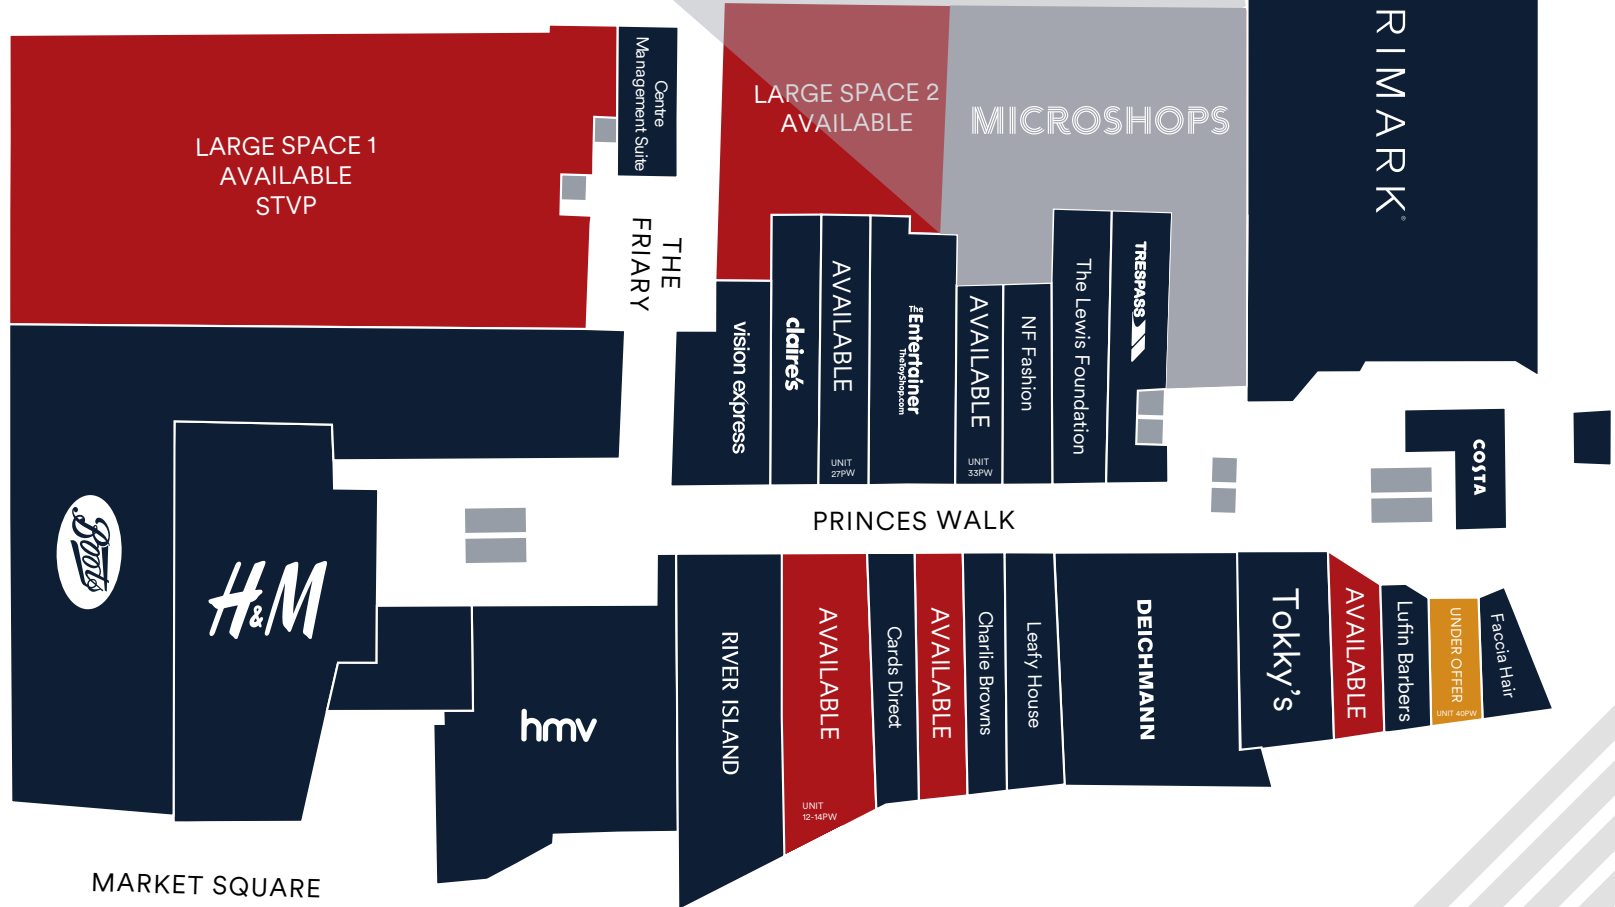 LARGE SPACE 1
AVAILABLE
STVP
Centre
Management Suite
LARGE SPACE 2
AVAILABLE
MICROSHOPS
RIMARK®
THE
FRIARY
vision express
claire's
AVAILABLE
UNIT
27PW
The
Entertainer
TheToyShop.com
AVAILABLE
UNIT
33PW
NF Fashion
The Lewis Foundation
TRESPASS
COSTA
PRINCES WALK
Boots
H&M
hmv
RIVER ISLAND
AVAILABLE
UNIT
12-14PW
Cards Direct
AVAILABLE
Charlie Browns
Leafy House
DEICHMANN
Tokky's
AVAILABLE
Lufin Barbers
UNDER OFFER
UNIT 40PW
Faccia Hair
MARKET SQUARE